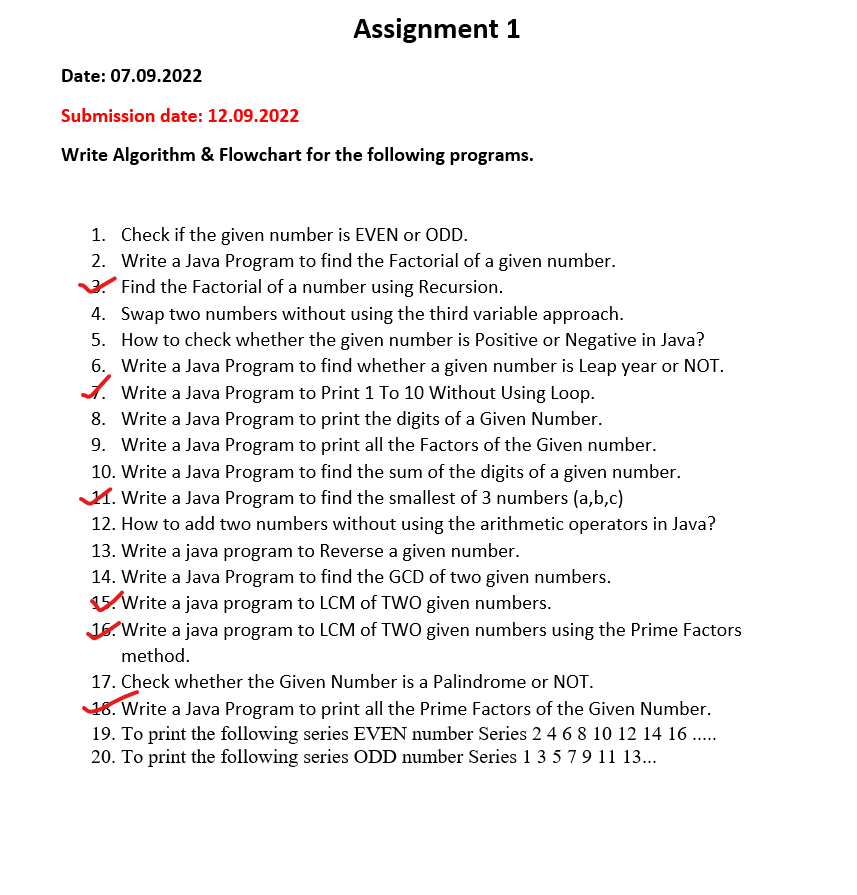 Assignment 1
Date: 07.09.2022
Submission date: 12.09.2022
Write Algorithm & Flowchart for the following programs.
1. Check if the given number is EVEN or ODD.
2. Write a Java Program to find the Factorial of a given number.
3. Find the Factorial of a number using Recursion.
4. Swap two numbers without using the third variable approach.
5. How to check whether the given number is Positive or Negative in Java?
6. Write a Java Program to find whether a given number is Leap year or NOT.
7. Write a Java Program to Print 1 To 10 Without Using Loop.
8. Write a Java Program to print the digits of a Given Number.
9. Write a Java Program to print all the Factors of the Given number.
10. Write a Java Program to find the sum of the digits of a given number.
11. Write a Java Program to find the smallest of 3 numbers (a,b,c)
12. How to add two numbers without using the arithmetic operators in Java?
13. Write a java program to Reverse a given number.
14. Write a Java Program to find the GCD of two given numbers.
15. Write a java program to LCM of TWO given numbers.
16. Write a java program to LCM of TWO given numbers using the Prime Factors
method.
17. Check whether the Given Number is a Palindrome or NOT.
18. Write a Java Program to print all the Prime Factors of the Given Number.
19. To print the following series EVEN number Series 2 4 6 8 10 12 14 16 .....
20. To print the following series ODD number Series 1 3 5 7 9 11 13...